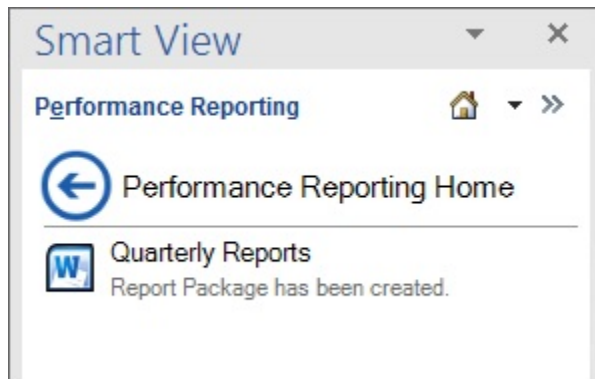 Smart View
Performance Reporting
Performance Reporting Home
W
Quarterly Reports
Report Package has been created.